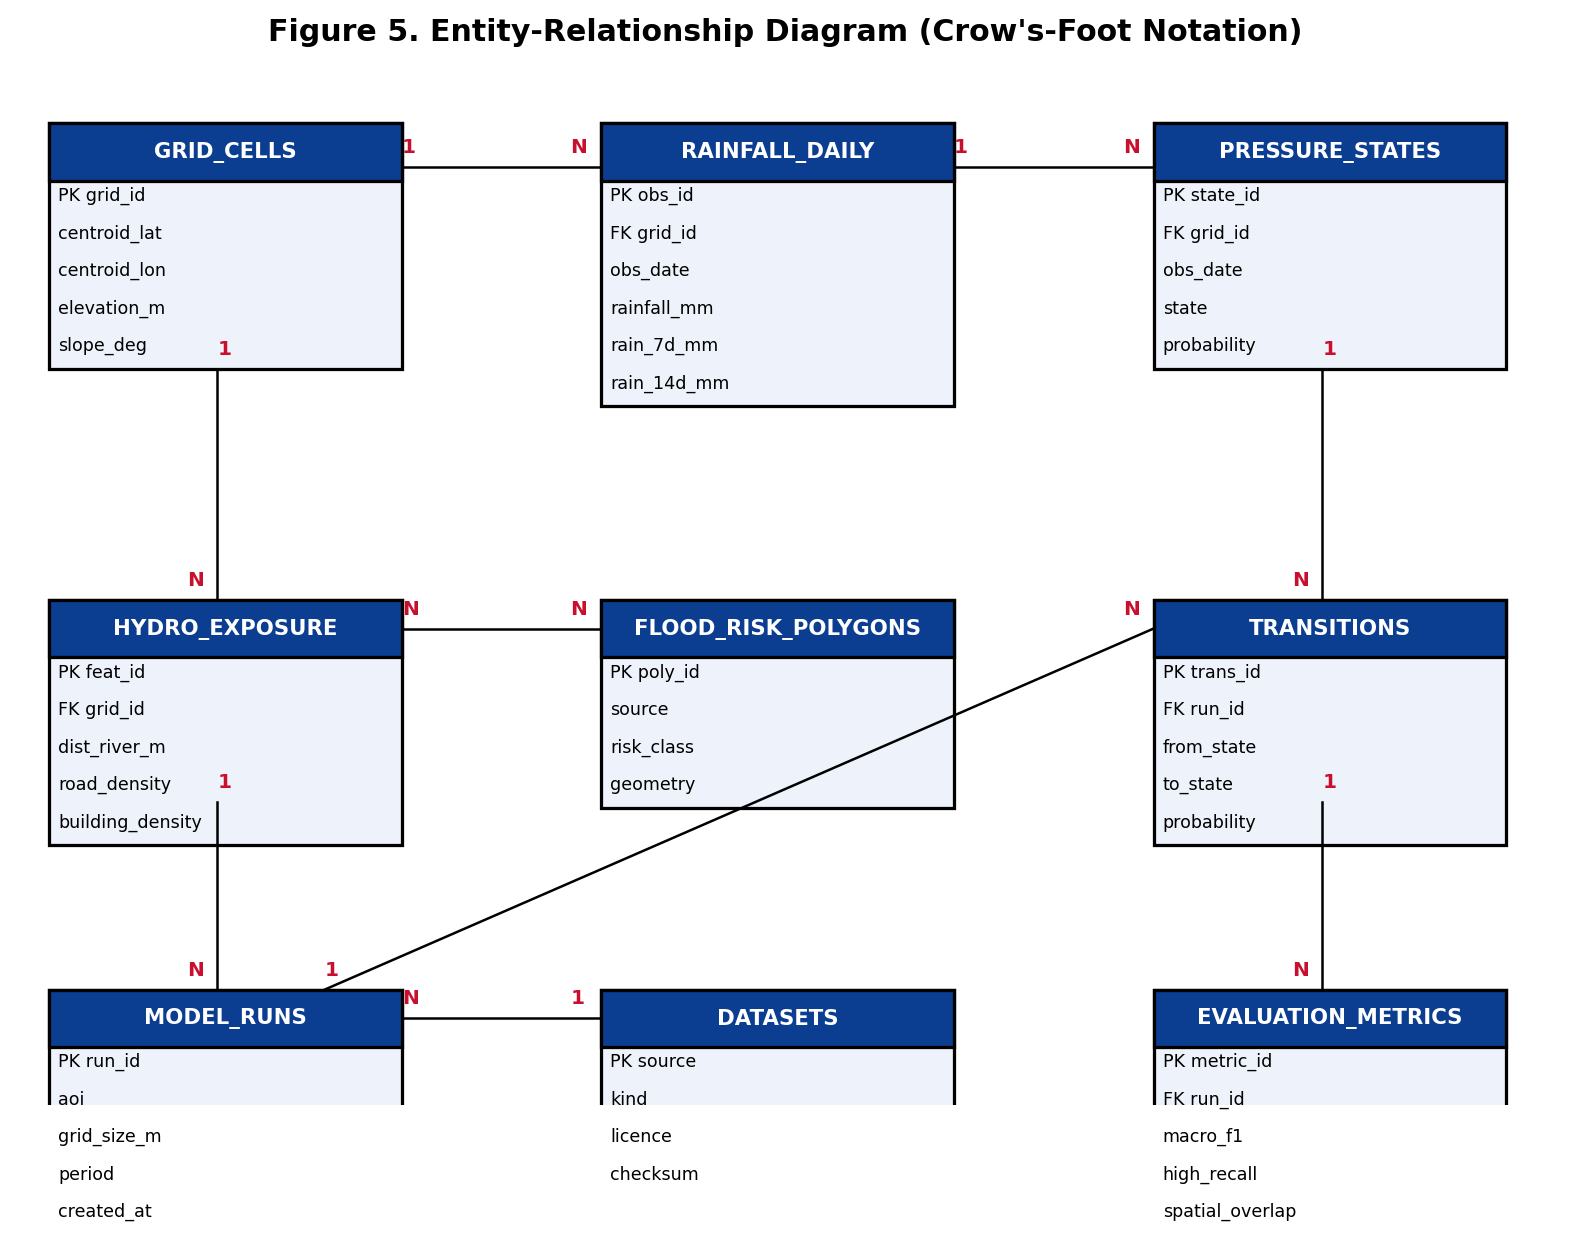 Figure 5. Entity-Relationship Diagram (Crow's-Foot Notation)
GRID_CELLS
PK grid_id
centroid_lat
centroid_lon
elevation_m
slope_deg
1
N
RAINFALL_DAILY
PK obs_id
FK grid_id
obs_date
rainfall_mm
rain_7d_mm
rain_14d_mm
1
N
PRESSURE_STATES
PK state_id
FK grid_id
obs_date
state
probability
1
1
N
N
HYDRO_EXPOSURE
PK feat_id
FK grid_id
dist_river_m
road_density
building_density
N
N
FLOOD_RISK_POLYGONS
PK poly_id
source
risk_class
geometry
N
TRANSITIONS
PK trans_id
FK run_id
from_state
to_state
probability
1
1
N
1
N
MODEL_RUNS
PK run_id
aoi
grid_size_m
period
created_at
N
1
DATASETS
PK source
kind
licence
checksum
EVALUATION_METRICS
PK metric_id
FK run_id
macro_f1
high_recall
spatial_overlap